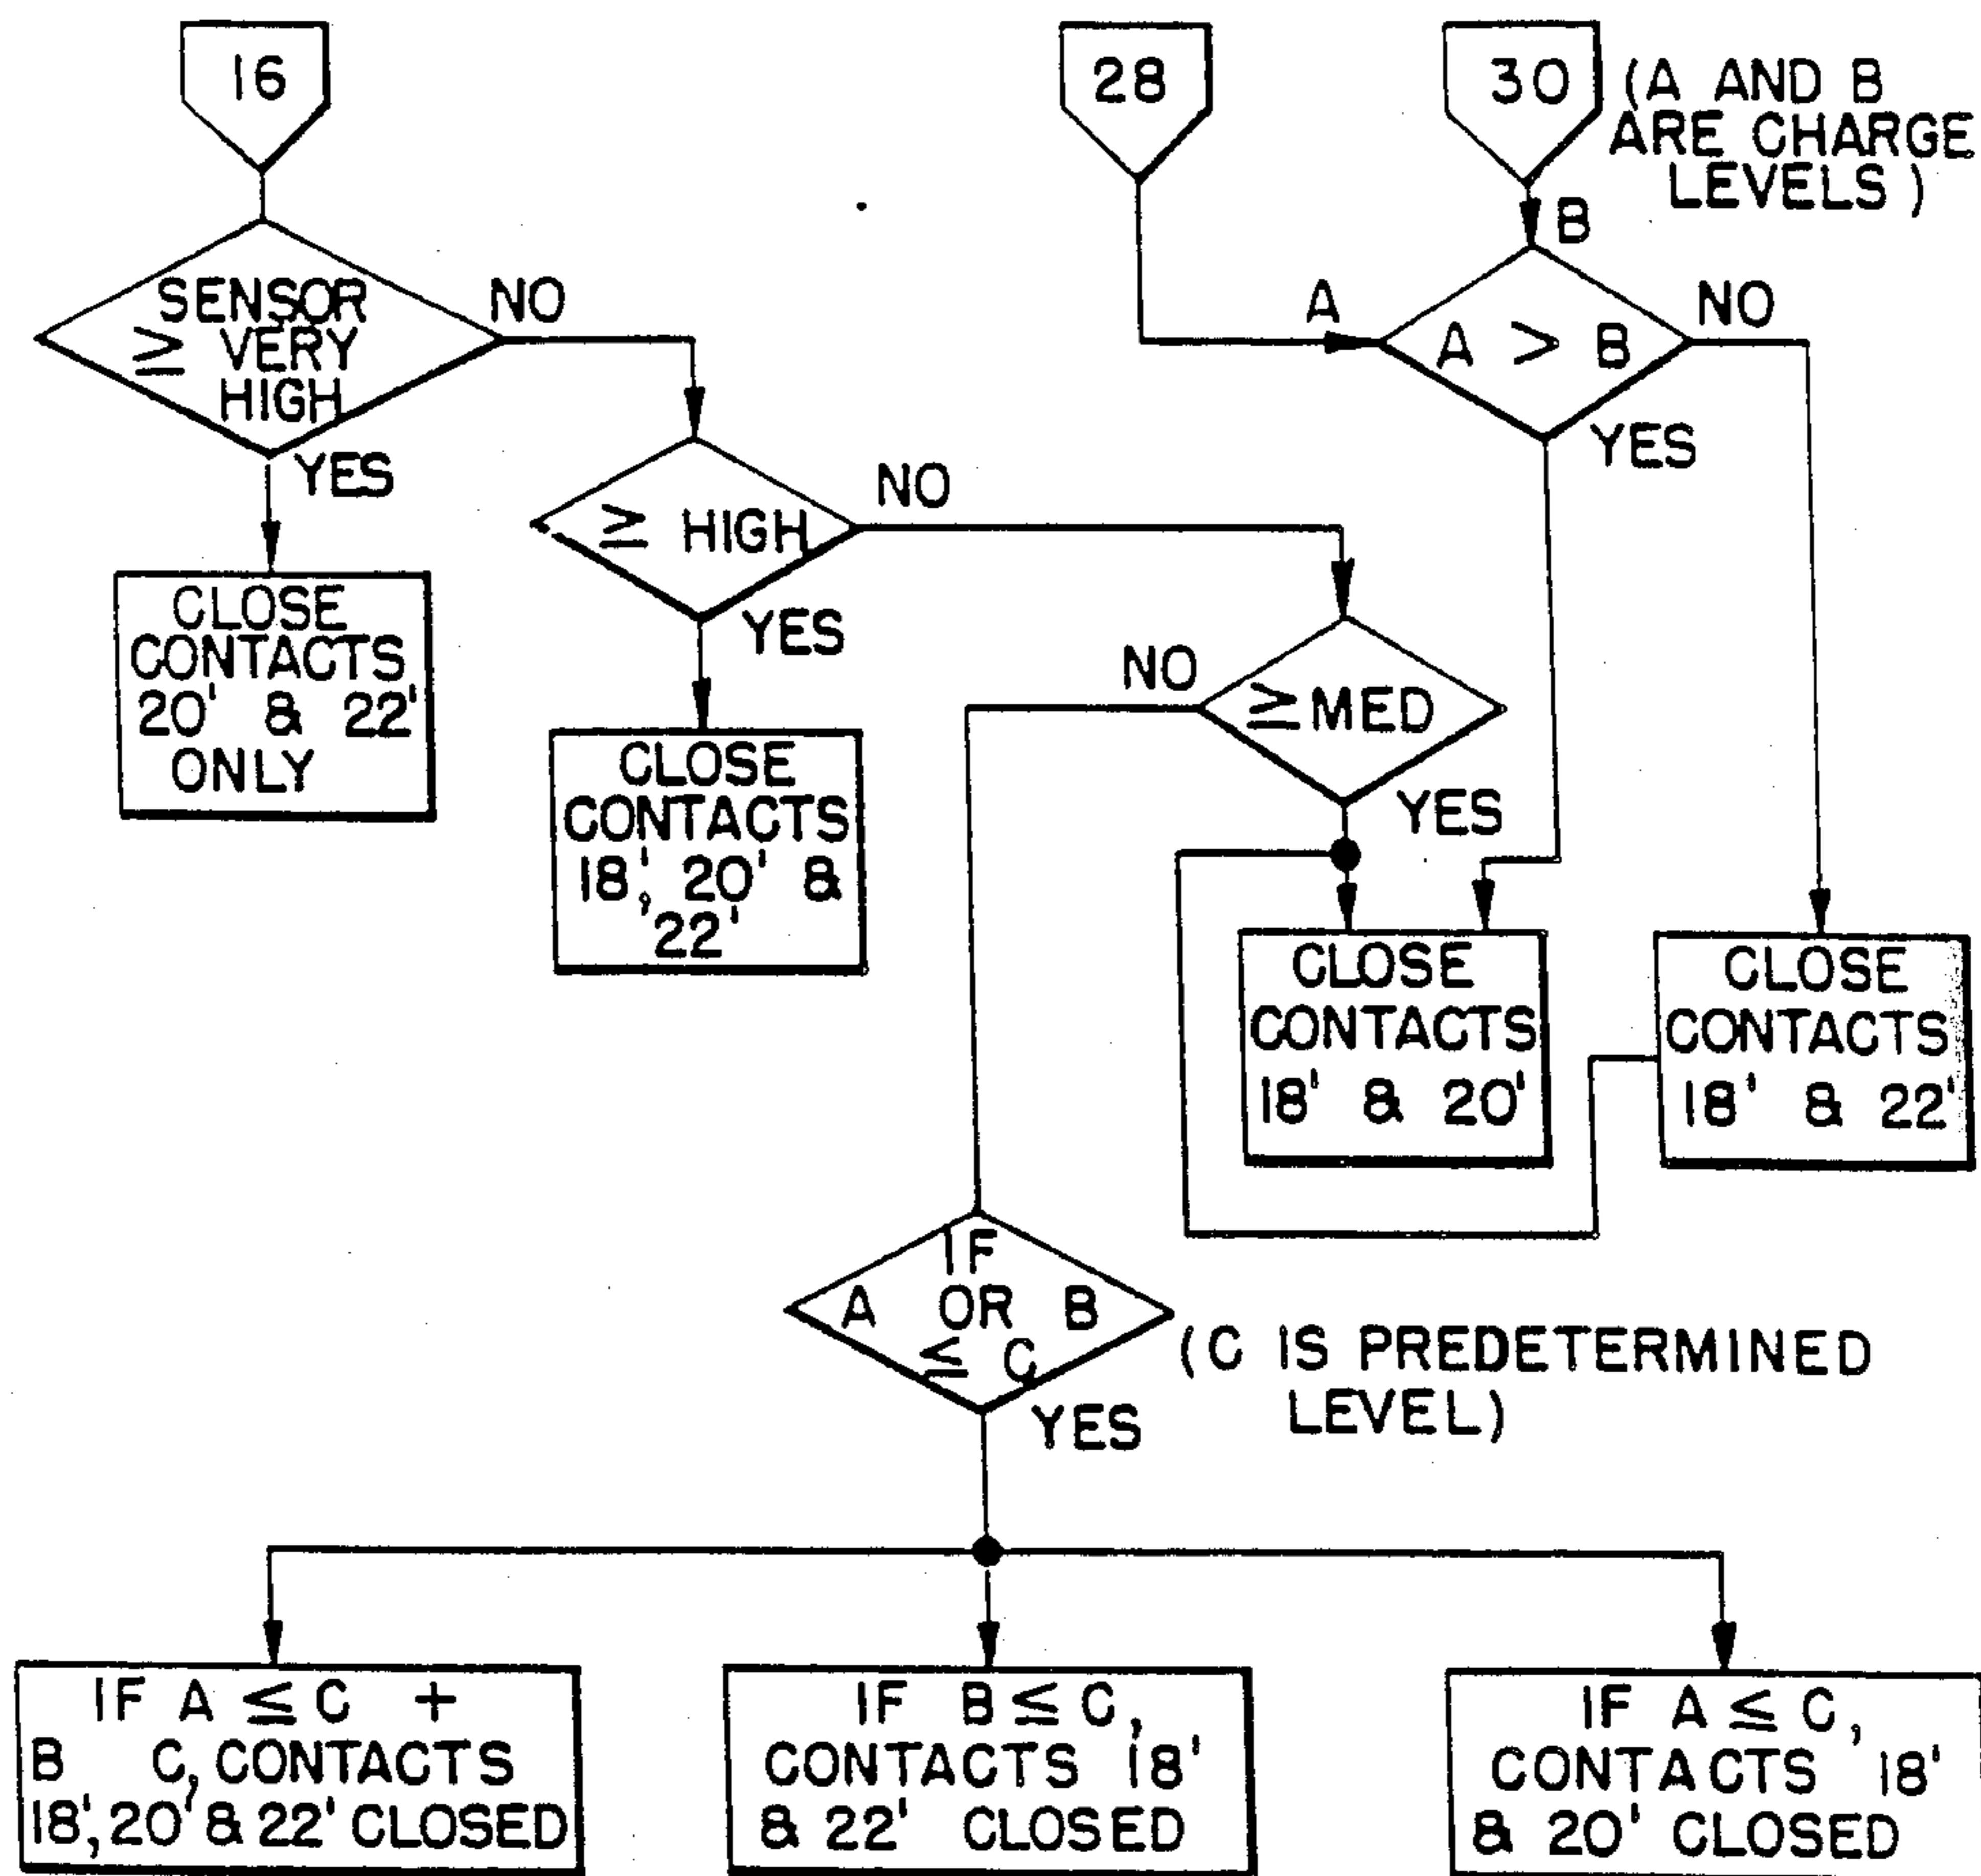 16
28
30
(A AND B
ARE CHARGE
LEVELS)
B
SENSOR
≥ VERY
HIGH
NO
YES
A
A > B
NO
YES
≥ HIGH
NO
YES
CLOSE
CONTACTS
20' & 22'
ONLY
NO
≥ MED
YES
CLOSE
CONTACTS
18', 20' &
22'
CLOSE
CONTACTS
18' & 20'
CLOSE
CONTACTS
18' & 22'
IF
A OR B
≤ C
(C IS PREDETERMINED
LEVEL)
YES
IF A ≤ C +
B C, CONTACTS
18', 20' & 22' CLOSED
IF B ≤ C,
CONTACTS 18'
& 22' CLOSED
IF A ≤ C,
CONTACTS 18'
& 20' CLOSED